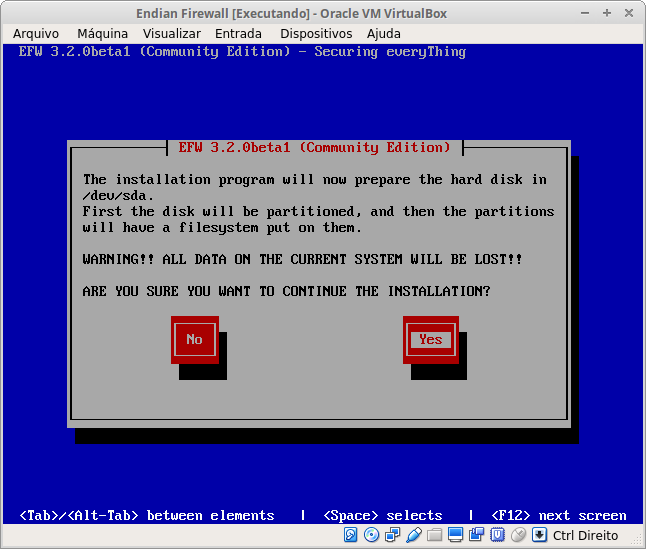 Endian Firewall [Executando] - Oracle VM VirtualBox
Arquivo Máquina Visualizar Entrada Dispositivos Ajuda
EFW 3.2.0beta1 (Community Edition) - Securing everyThing
EFW 3.2.0beta1 (Community Edition)
The installation program will now prepare the hard disk in
/dev/sda.
First the disk will be partitioned, and then the partitions
will have a filesystem put on them.
WARNING!! ALL DATA ON THE CURRENT SYSTEM WILL BE LOST!!
ARE YOU SURE YOU WANT TO CONTINUE THE INSTALLATION?
No Yes
<Tab>/<Alt-Tab> between elements | <Space> selects | <F12> next screen
Ctrl Direito